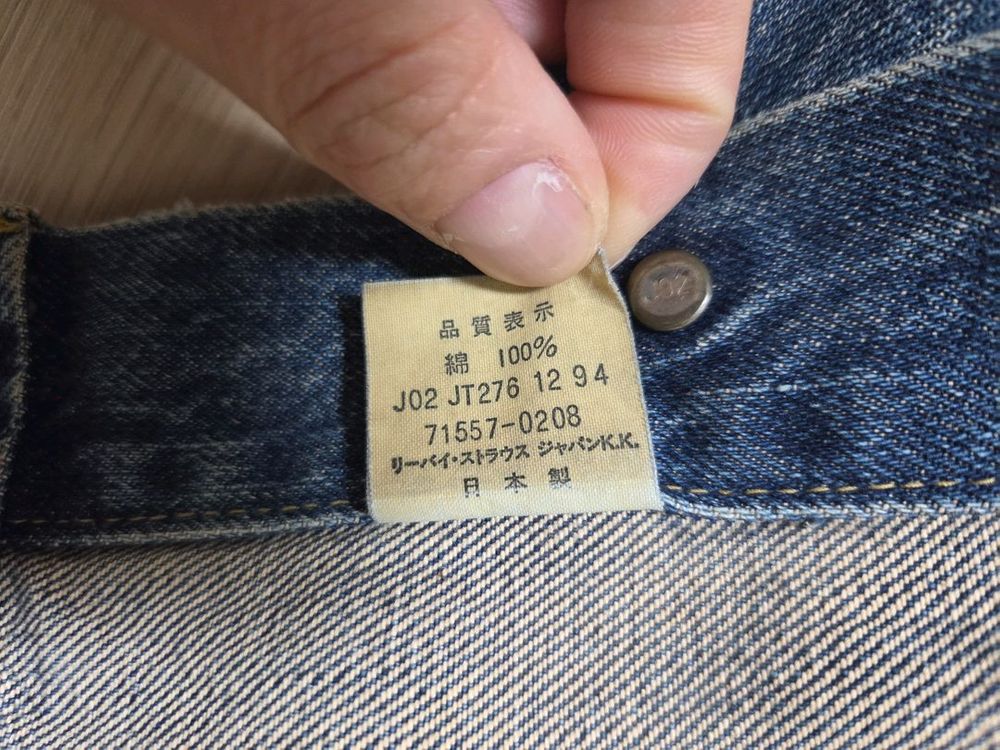 品質表示
綿 100%
J02 JT276 12 94
71557-0208
リーバイ・ストラウス ジャパンK.K.
日本製
J02